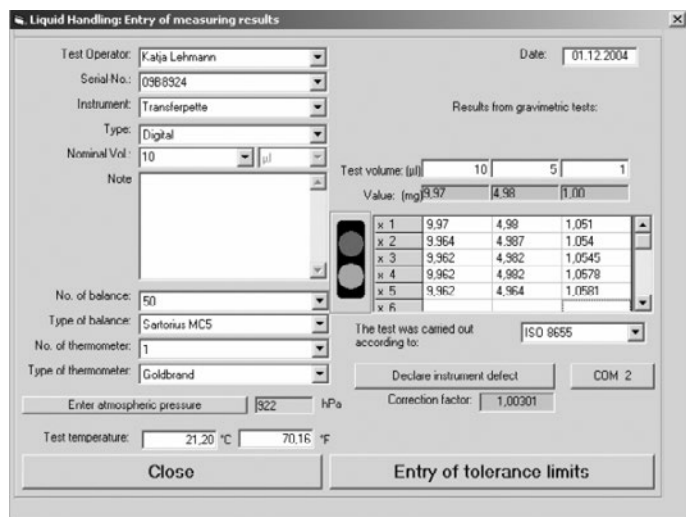 Liquid Handling: Entry of measuring results
Test Operator: Katja Lehmann
Date: 01.12.2004
Serial-No.: 09B8924
Instrument: Transferpette
Results from gravimetric tests:
Type: Digital
Nominal Vol.: 10 µl
Note
Test volume: (µl) 10 5 1
Value: (mg) 9,97 4,98 1,00
x 1 9,97 4,98 1,051
x 2 9.964 4.987 1.054
x 3 9,962 4,982 1,0545
x 4 9,962 4,982 1,0578
x 5 9,962 4,964 1,0581
x 6
No. of balance: 50
Type of balance: Sartorius MC5
The test was carried out
according to: ISO 8655
No. of thermometer: 1
Type of thermometer: Goldbrand
Declare instrument defect COM 2
Enter atmospheric pressure 922 hPa
Correction factor: 1,00301
Test temperature: 21,20 °C 70,16 °F
Close Entry of tolerance limits